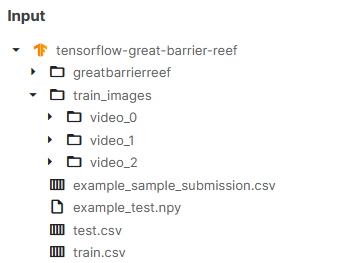 Input
tensorflow-great-barrier-reef
greatbarrierreef
train_images
video_0
video_1
video_2
example_sample_submission.csv
example_test.npy
test.csv
train.csv